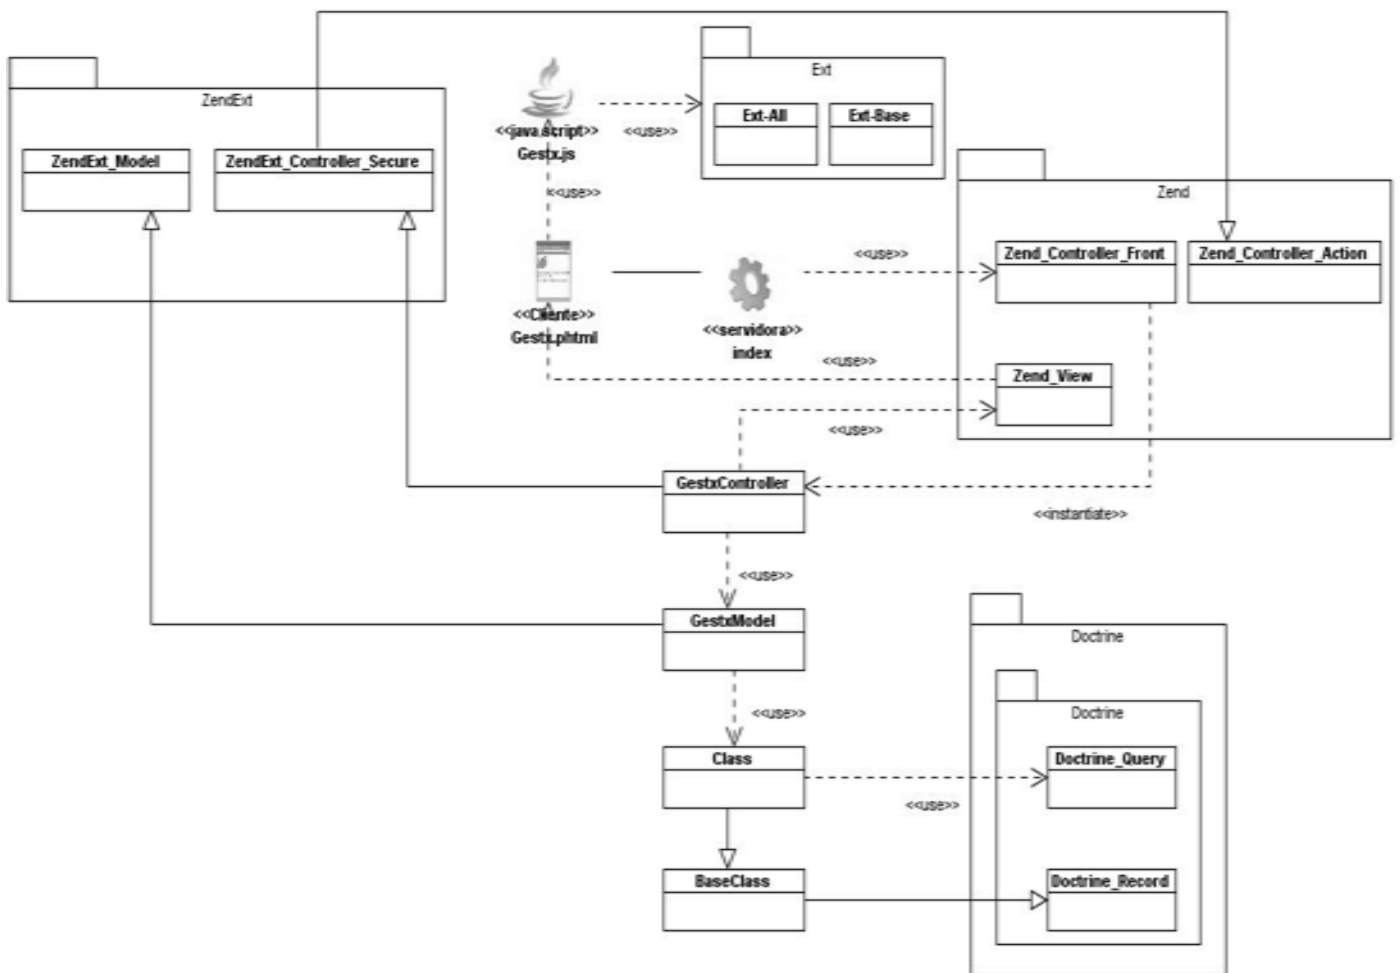 Ext
ZendExt
Ext-All
Ext-Base
<<java script>>
<<use>>
Gestx.js
ZendExt_Model
ZendExt_Controller_Secure
<<use>>
Zend
Zend_Controller_Front
Zend_Controller_Action
<<use>>
<<Cliente>>
Gestx.phtml
<<servidora>>
index
<<use>>
Zend_View
<<use>>
GestxController
<<instantiate>>
<<use>>
GestxModel
Doctrine
<<use>>
Doctrine
Class
Doctrine_Query
<<use>>
BaseClass
Doctrine_Record